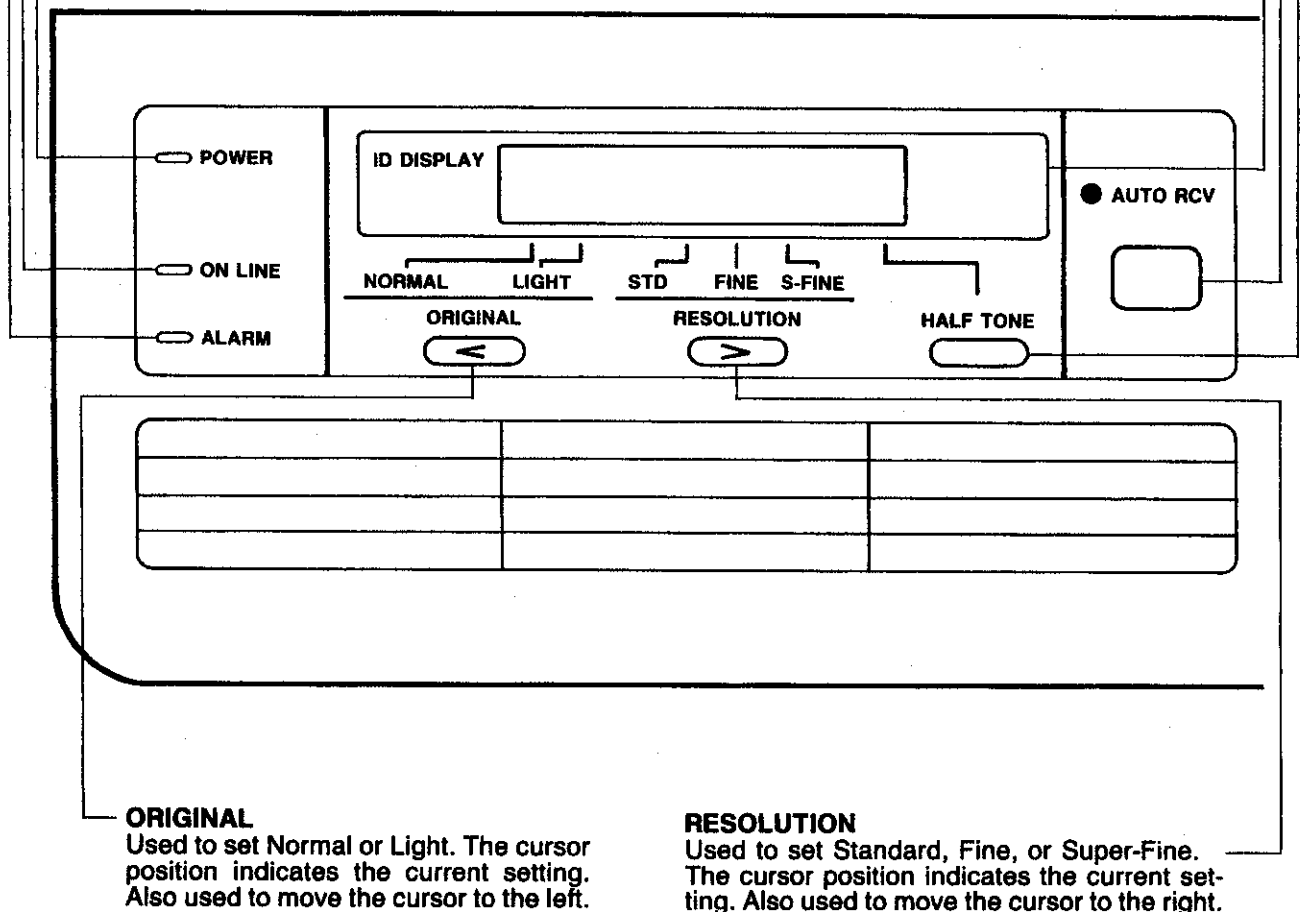 POWER
ID DISPLAY
AUTO RCV
ON LINE
NORMAL LIGHT STD FINE S-FINE
ORIGINAL RESOLUTION HALF TONE
ALARM
< >
ORIGINAL
Used to set Normal or Light. The cursor
position indicates the current setting.
Also used to move the cursor to the left.
RESOLUTION
Used to set Standard, Fine, or Super-Fine.
The cursor position indicates the current set-
ting. Also used to move the cursor to the right.